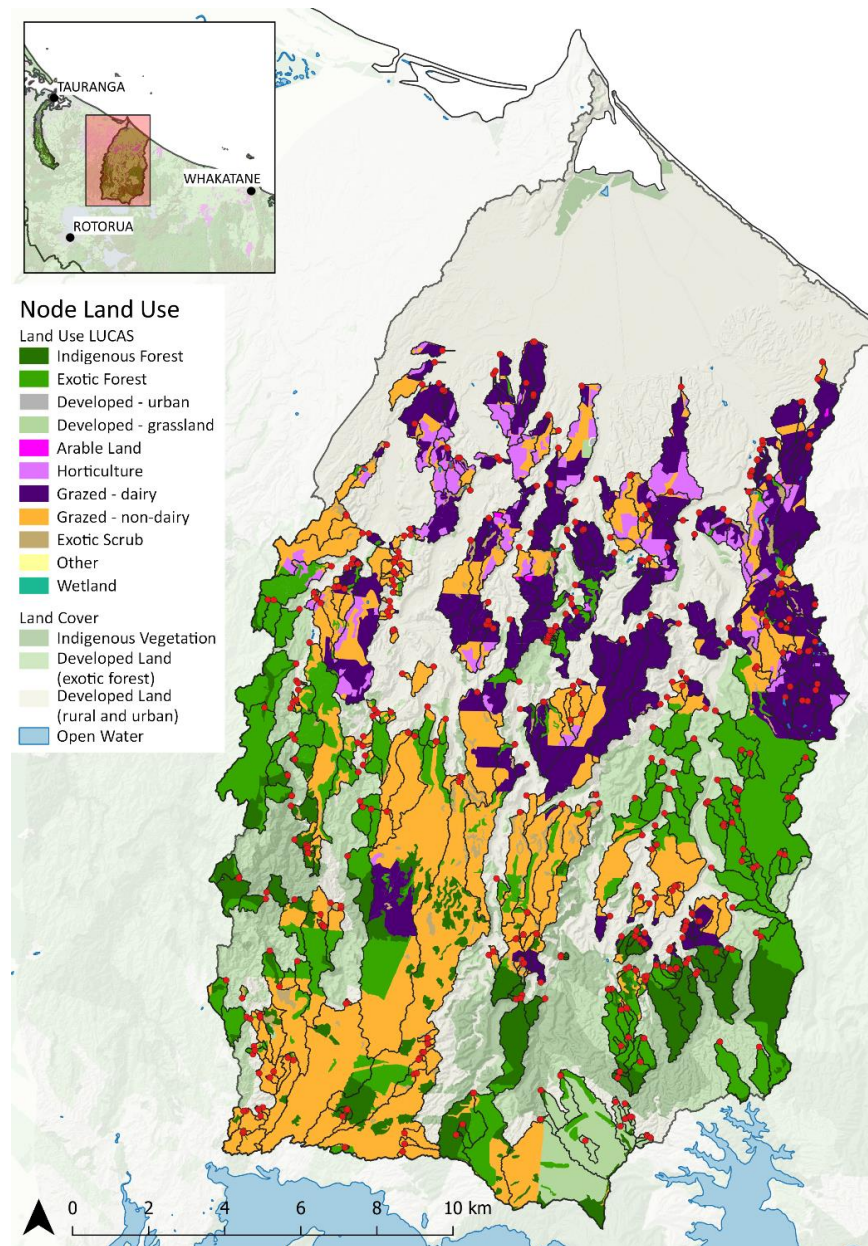 TAURANGA
WHAKATANE
ROTORUA
Node Land Use
Land Use LUCAS
Indigenous Forest
Exotic Forest
Developed - urban
Developed - grassland
Arable Land
Horticulture
Grazed - dairy
Grazed - non-dairy
Exotic Scrub
Other
Wetland
Land Cover
Indigenous Vegetation
Developed Land
(exotic forest)
Developed Land
(rural and urban)
Open Water
0 2 4 6 8 10 km